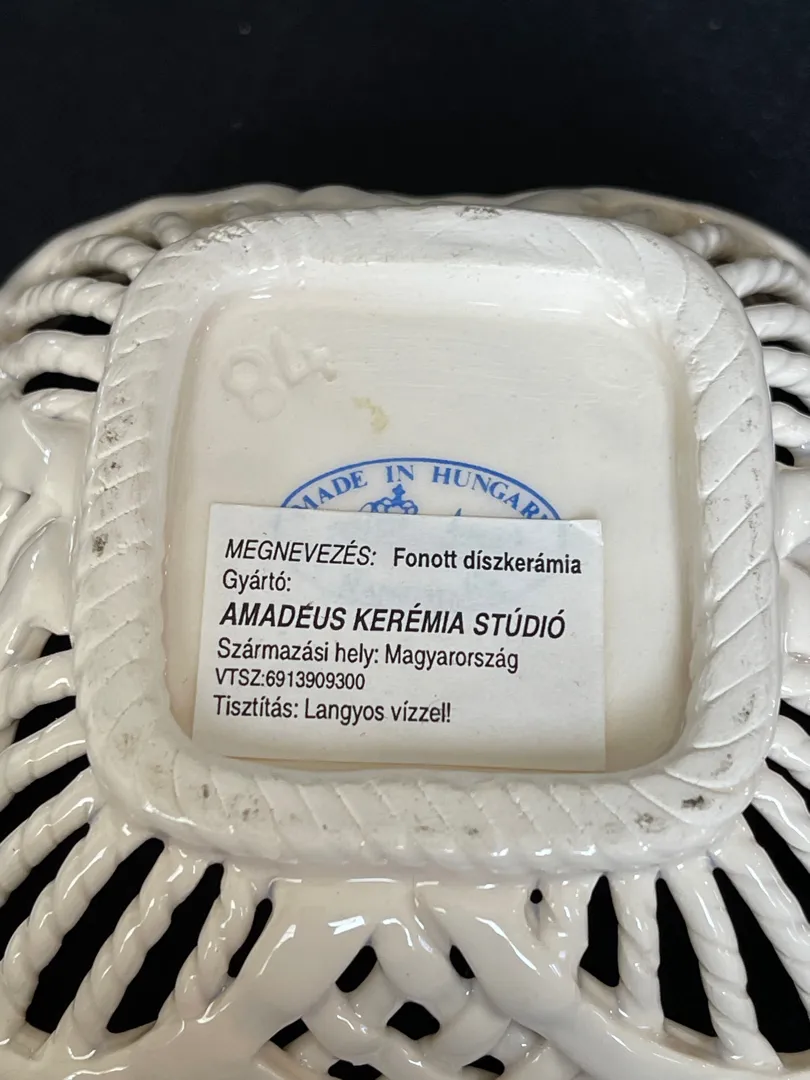 84
MADE IN HUNGARY
MEGNEVEZÉS: Fonott díszkerámia
Gyártó:
AMADEUS KERÉMIA STÚDIÓ
Származási hely: Magyarország
VTSZ:6913909300
Tisztítás: Langyos vízzel!